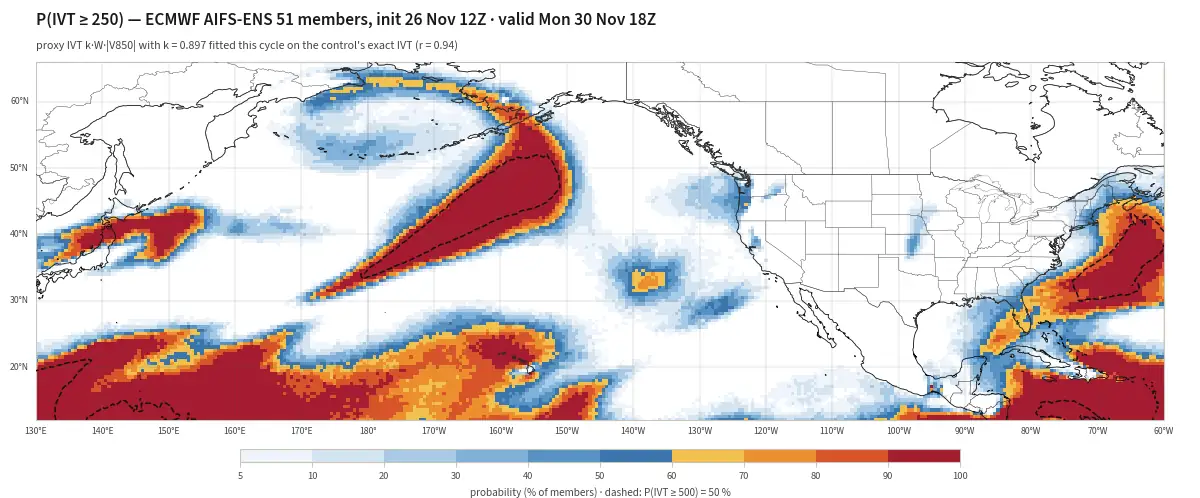 P(IVT ≥ 250) — ECMWF AIFS-ENS 51 members, init 26 Nov 12Z · valid Mon 30 Nov 18Z
proxy IVT k·W·|V850| with k = 0.897 fitted this cycle on the control's exact IVT (r = 0.94)
60°N
50°N
40°N
30°N
20°N
130°E 140°E 150°E 160°E 170°E 180° 170°W 160°W 150°W 140°W 130°W 120°W 110°W 100°W 90°W 80°W 70°W 60°W
5 10 20 30 40 50 60 70 80 90 100
probability (% of members) · dashed: P(IVT ≥ 500) = 50 %